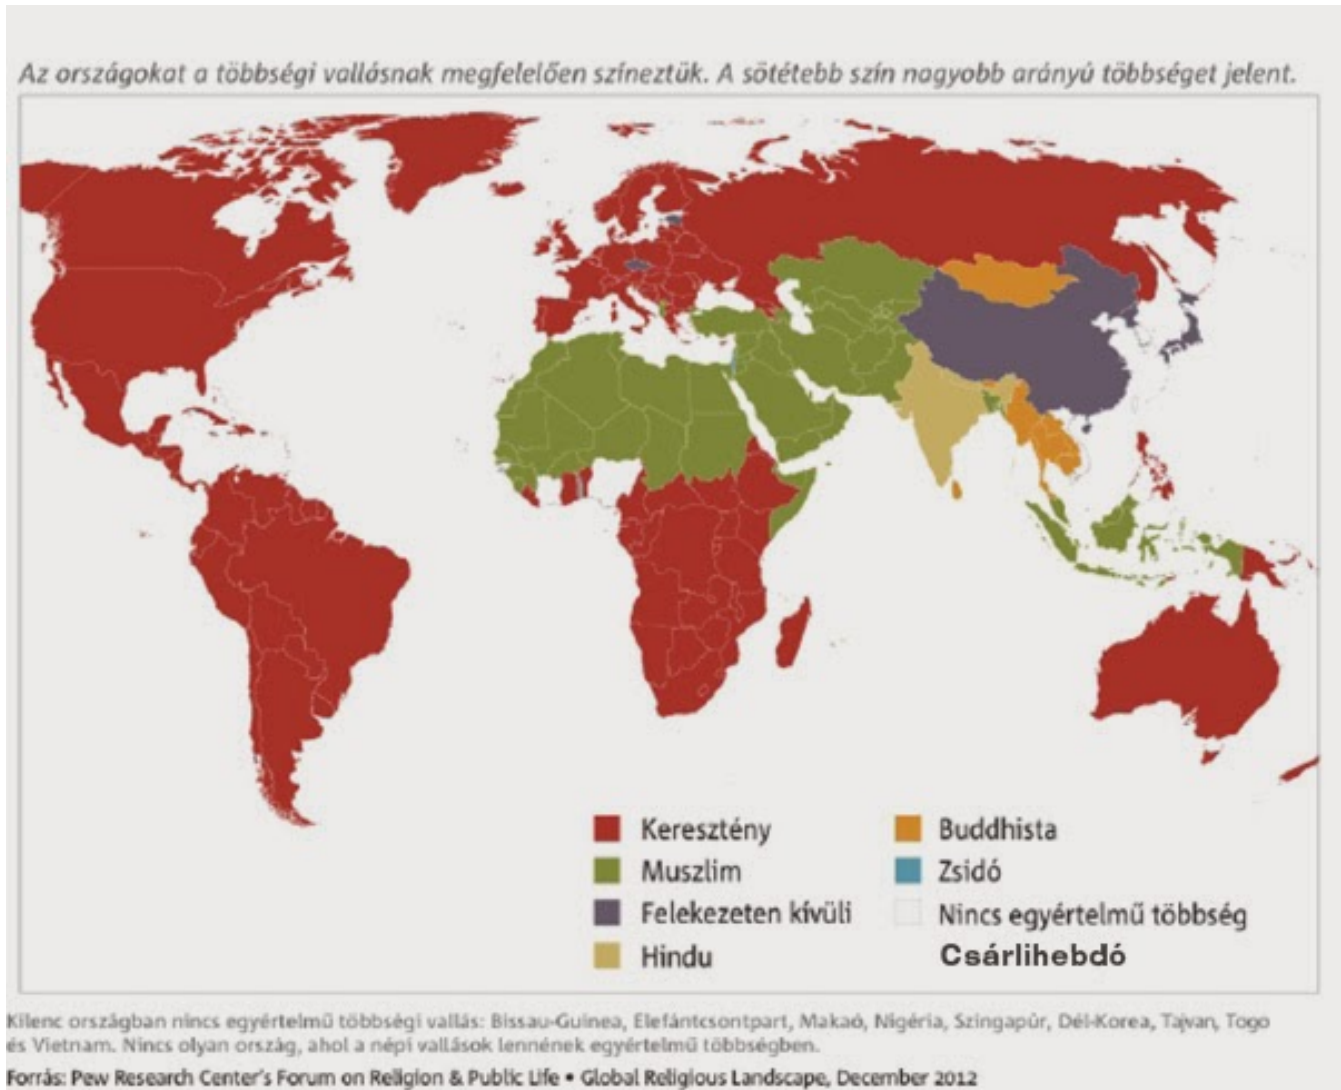 Az országokat a többségi vallásnak megfelelően színeztük. A sötétebb szín nagyobb arányú többséget jelent.
Keresztény
Muszlim
Felekezeten kívüli
Hindu
Buddhista
Zsidó
Nincs egyértelmű többség
Csárlihebdó
Kilenc országban nincs egyértelmű többségi vallás: Bissau-Guinea, Elefántcsontpart, Makaó, Nigéria, Szingapúr, Dél-Korea, Tajvan, Togo
és Vietnam. Nincs olyan ország, ahol a népi vallások lennének egyértelmű többségben.
Forrás: Pew Research Center's Forum on Religion & Public Life • Global Religious Landscape, December 2012